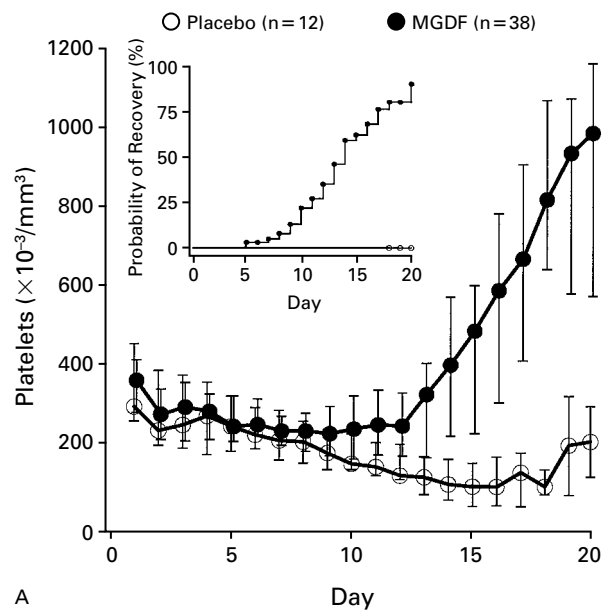 ○ Placebo (n=12) ● MGDF (n=38)
Platelets (×10⁻³/mm³)
1200
1000
800
600
400
200
0
0 5 10 15 20
Day
Probability of Recovery (%)
100
75
50
25
0
0 5 10 15 20
Day
A